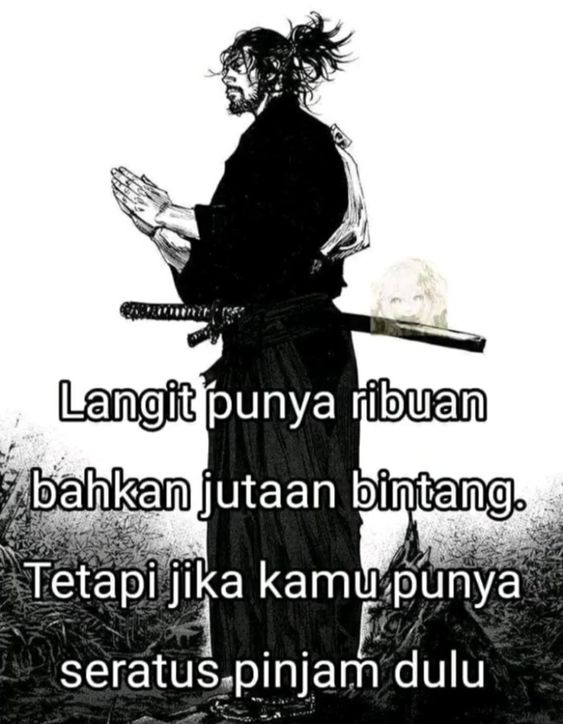 Langit punya ribuan
bahkan jutaan bintang.
Tetapi jika kamu punya
seratus pinjam dulu